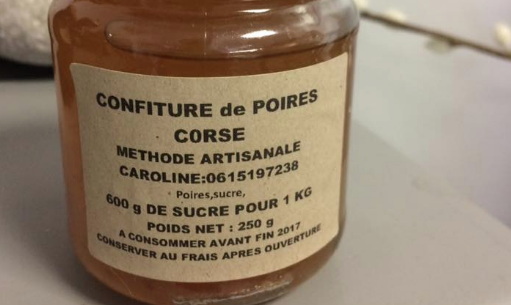 CONFITURE de POIRES
CORSE
METHODE ARTISANALE
CAROLINE:0615197238
Poires,sucre,
600 g DE SUCRE POUR 1 KG
POIDS NET : 250 g
A CONSOMMER AVANT FIN 2017
CONSERVER AU FRAIS APRES OUVERTURE